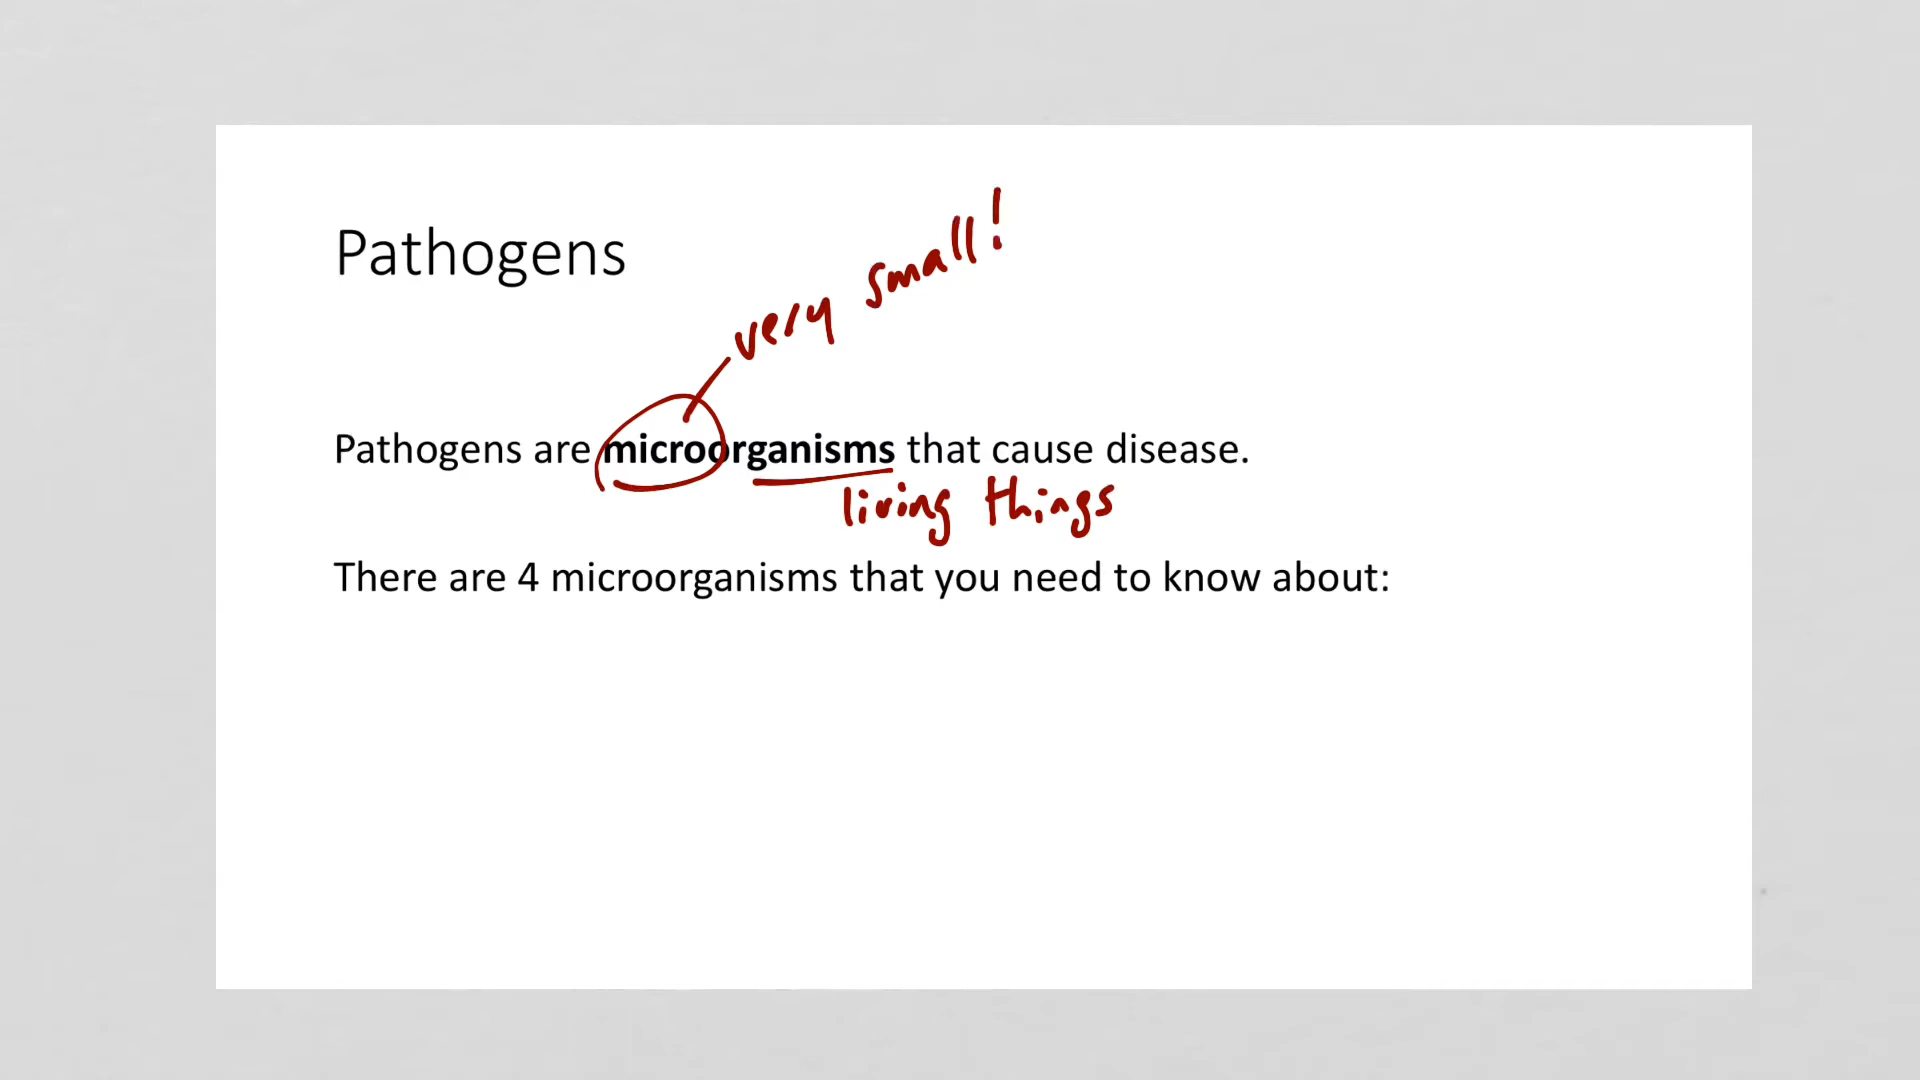 Pathogens
very small!
Pathogens are microorganisms that cause disease.
living things
There are 4 microorganisms that you need to know about: